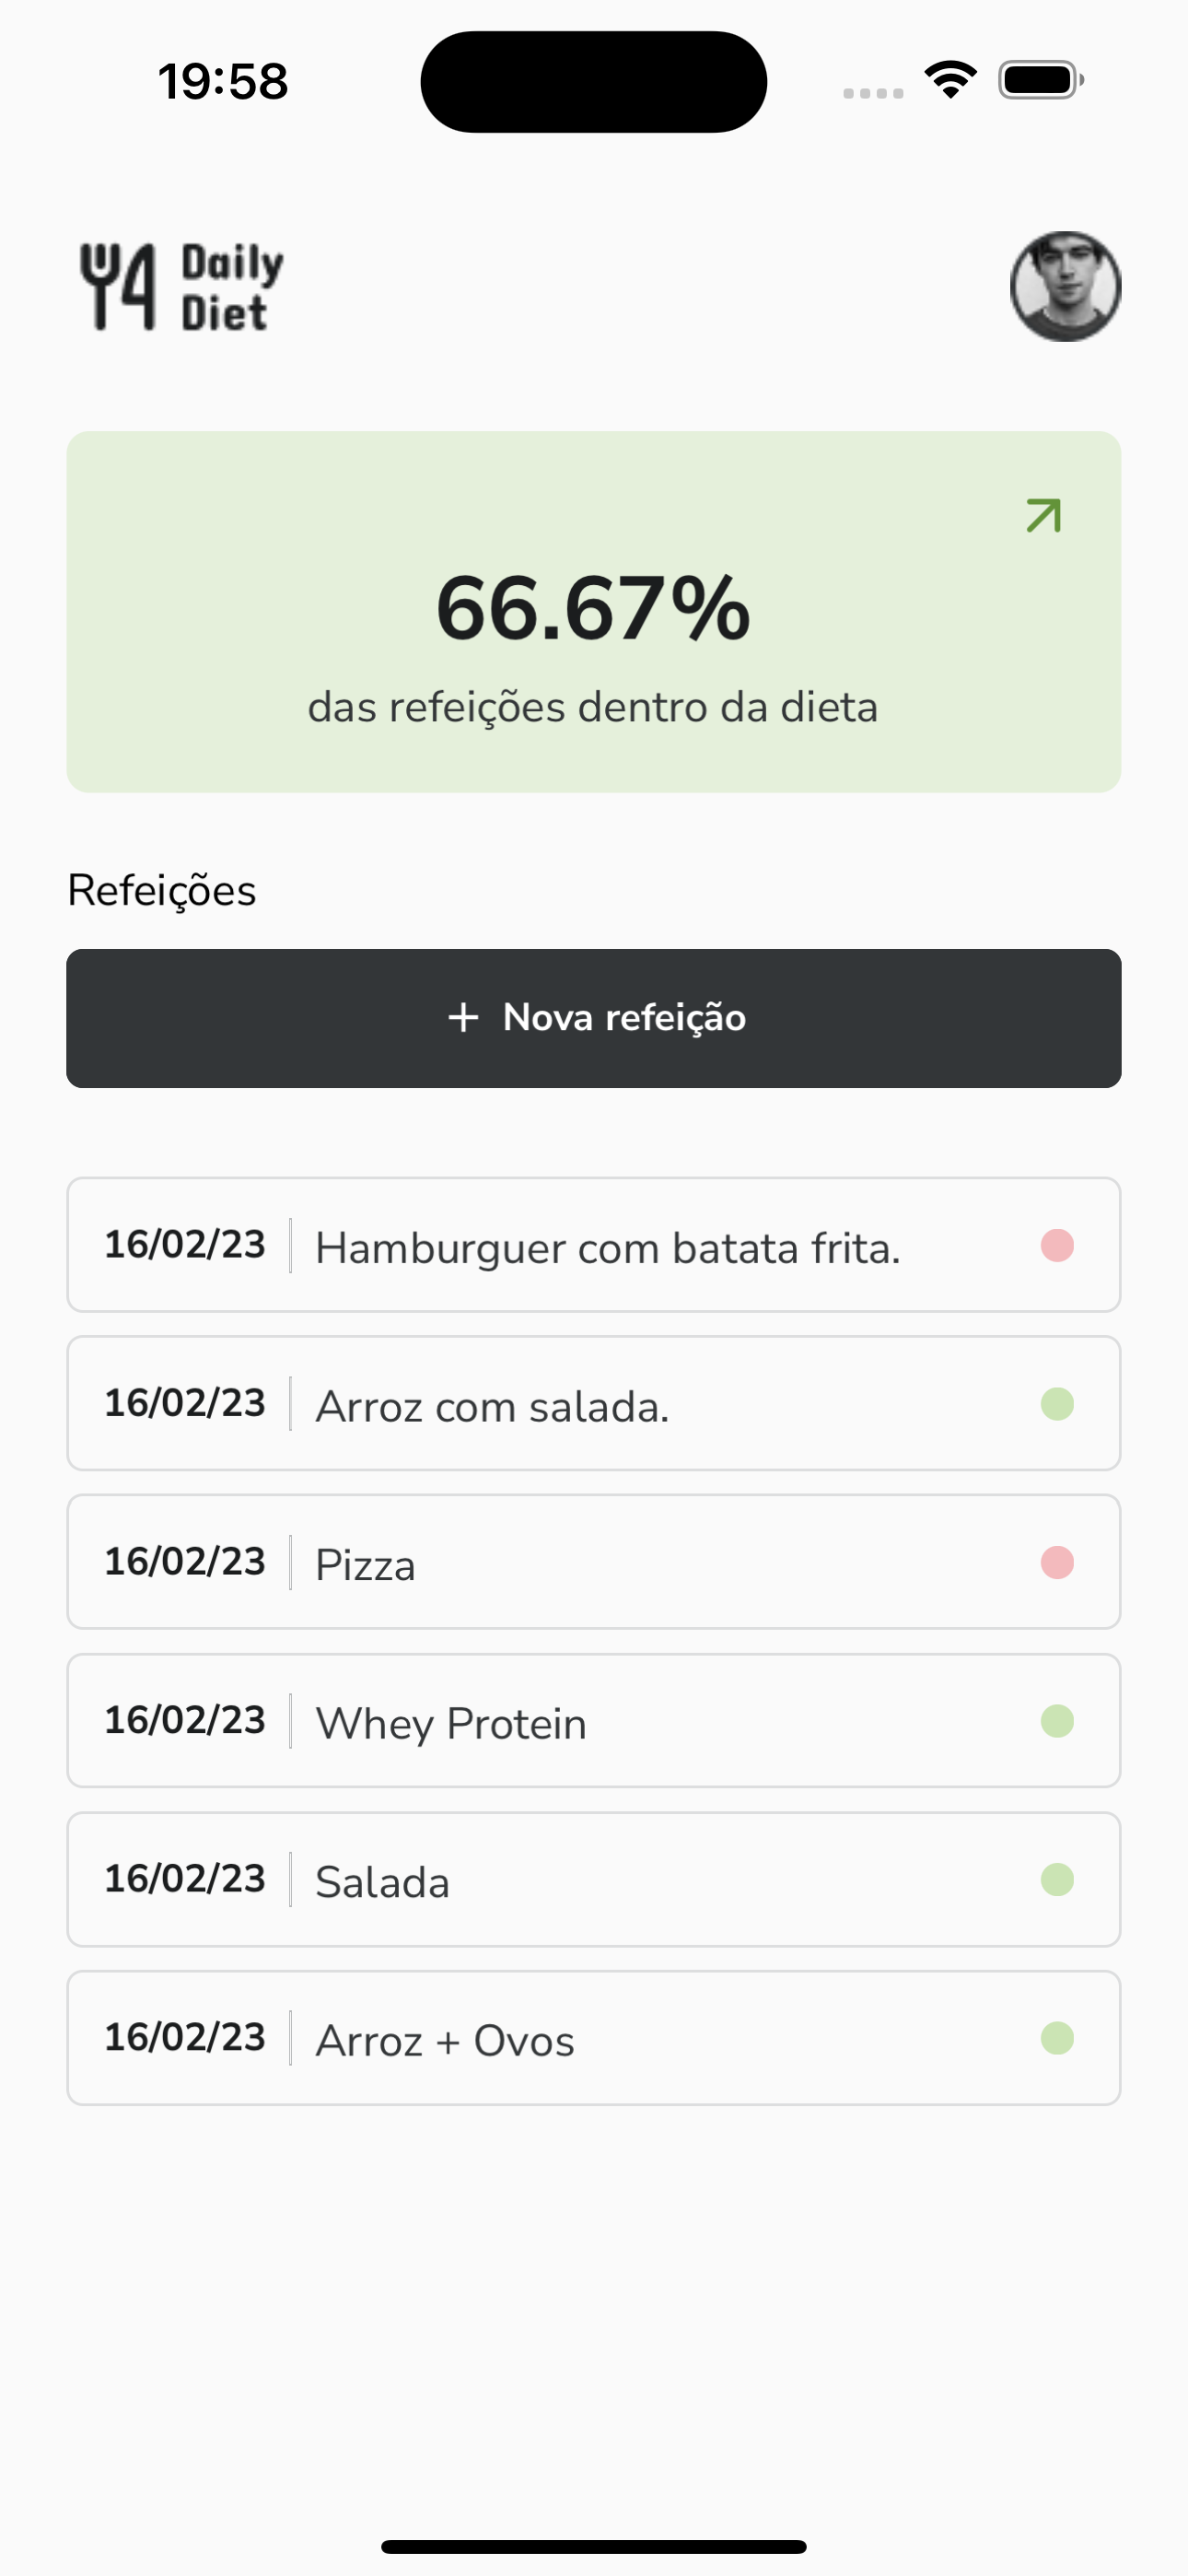 19:58
Daily
Diet
66.67%
das refeições dentro da dieta
Refeições
+ Nova refeição
16/02/23 Hamburguer com batata frita.
16/02/23 Arroz com salada.
16/02/23 Pizza
16/02/23 Whey Protein
16/02/23 Salada
16/02/23 Arroz + Ovos